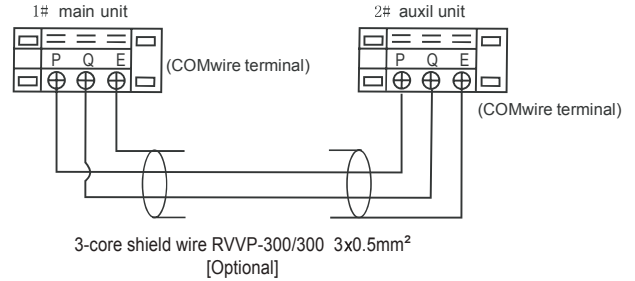 1# main unit
2# auxil unit
P Q E
(COMwire terminal)
P Q E
(COMwire terminal)
3-core shield wire RVVP-300/300 3x0.5mm²
[Optional]